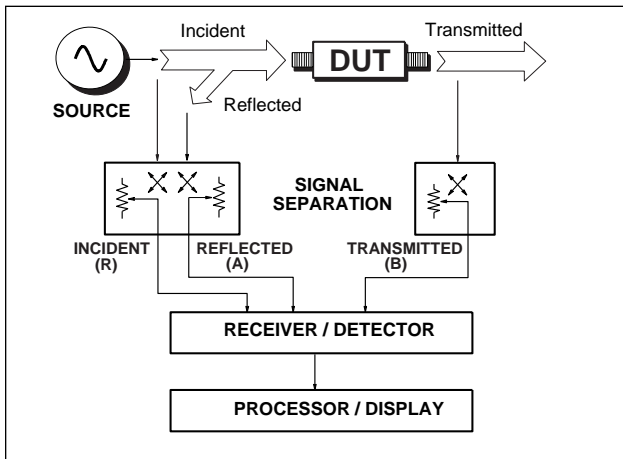 Incident
Transmitted
DUT
SOURCE
Reflected
SIGNAL
SEPARATION
INCIDENT
(R)
REFLECTED
(A)
TRANSMITTED
(B)
RECEIVER / DETECTOR
PROCESSOR / DISPLAY